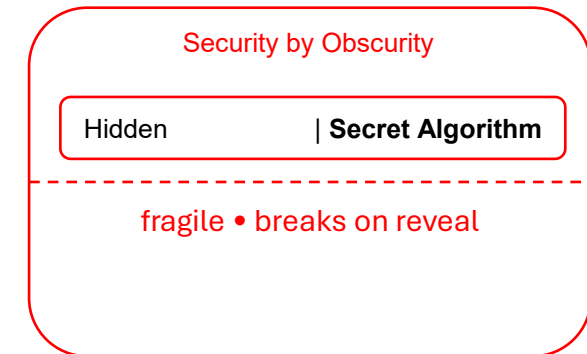 Security by Obscurity
Hidden | Secret Algorithm
fragile • breaks on reveal